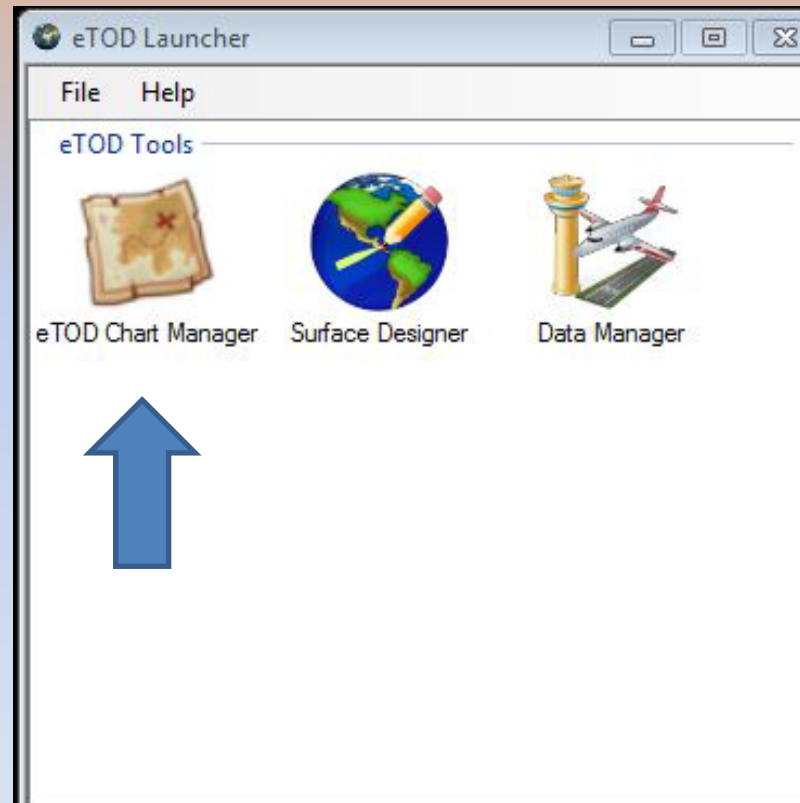 eTOD Launcher
File Help
eTOD Tools
eTOD Chart Manager Surface Designer Data Manager